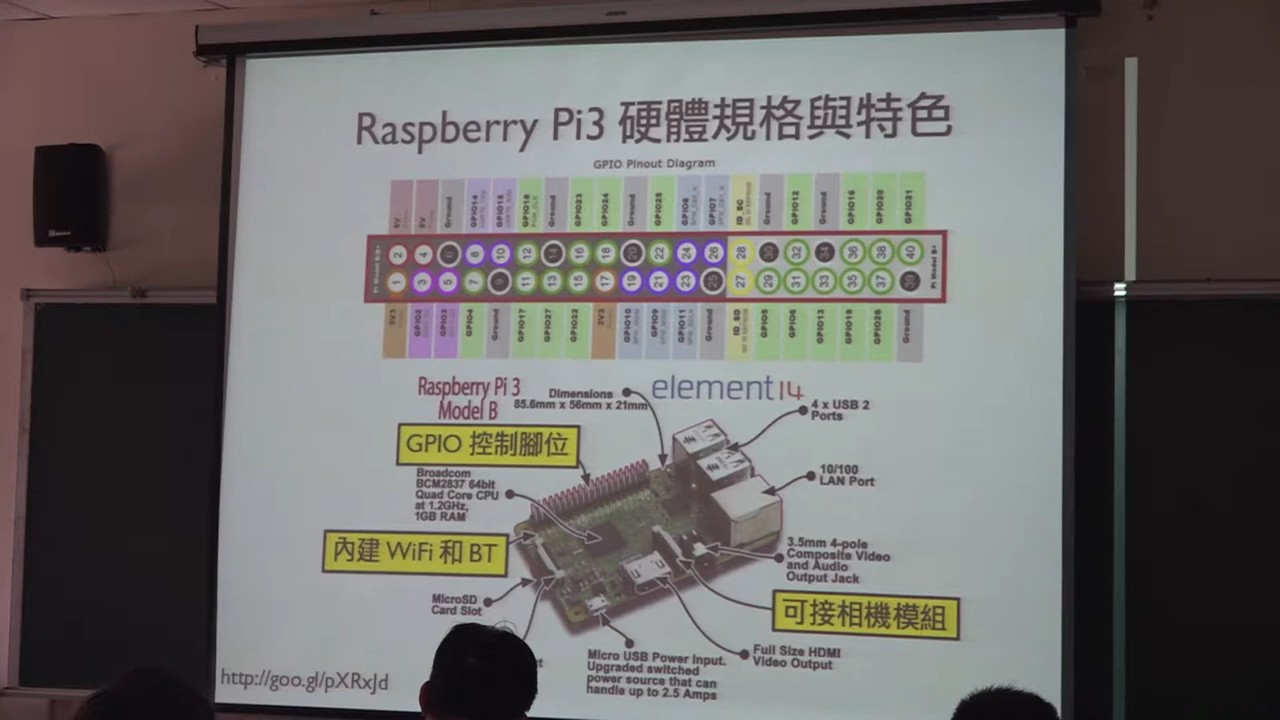 Raspberry Pi3 硬體規格與特色
GPIO Pinout Diagram
5V 5V Ground GPIO14 GPIO15 GPIO18 Ground GPIO23 GPIO24 Ground GPIO25 GPIO8 GPIO7 ID_SC Ground GPIO12 Ground GPIO16 GPIO20 GPIO21
2 4 6 8 10 12 14 16 18 20 22 24 26 28 30 32 34 36 38 40
1 3 5 7 9 11 13 15 17 19 21 23 25 27 29 31 33 35 37 39
Pi Model B+
3V3 GPIO2 GPIO3 GPIO4 Ground GPIO17 GPIO27 GPIO22 3V3 GPIO10 GPIO9 GPIO11 Ground ID_SD GPIO5 GPIO6 GPIO13 GPIO19 GPIO26 Ground
Raspberry Pi 3
Model B
Dimensions
85.6mm x 56mm x 21mm
element14
4 x USB 2
Ports
GPIO 控制腳位
Broadcom
BCM2837 64bit
Quad Core CPU
at 1.2GHz,
1GB RAM
10/100
LAN Port
內建 WiFi 和 BT
3.5mm 4-pole
Composite Video
and Audio
Output Jack
MicroSD
Card Slot
可接相機模組
Micro USB Power Input.
Upgraded switched
power source that can
handle up to 2.5 Amps
Full Size HDMI
Video Output
http://goo.gl/pXRxJd